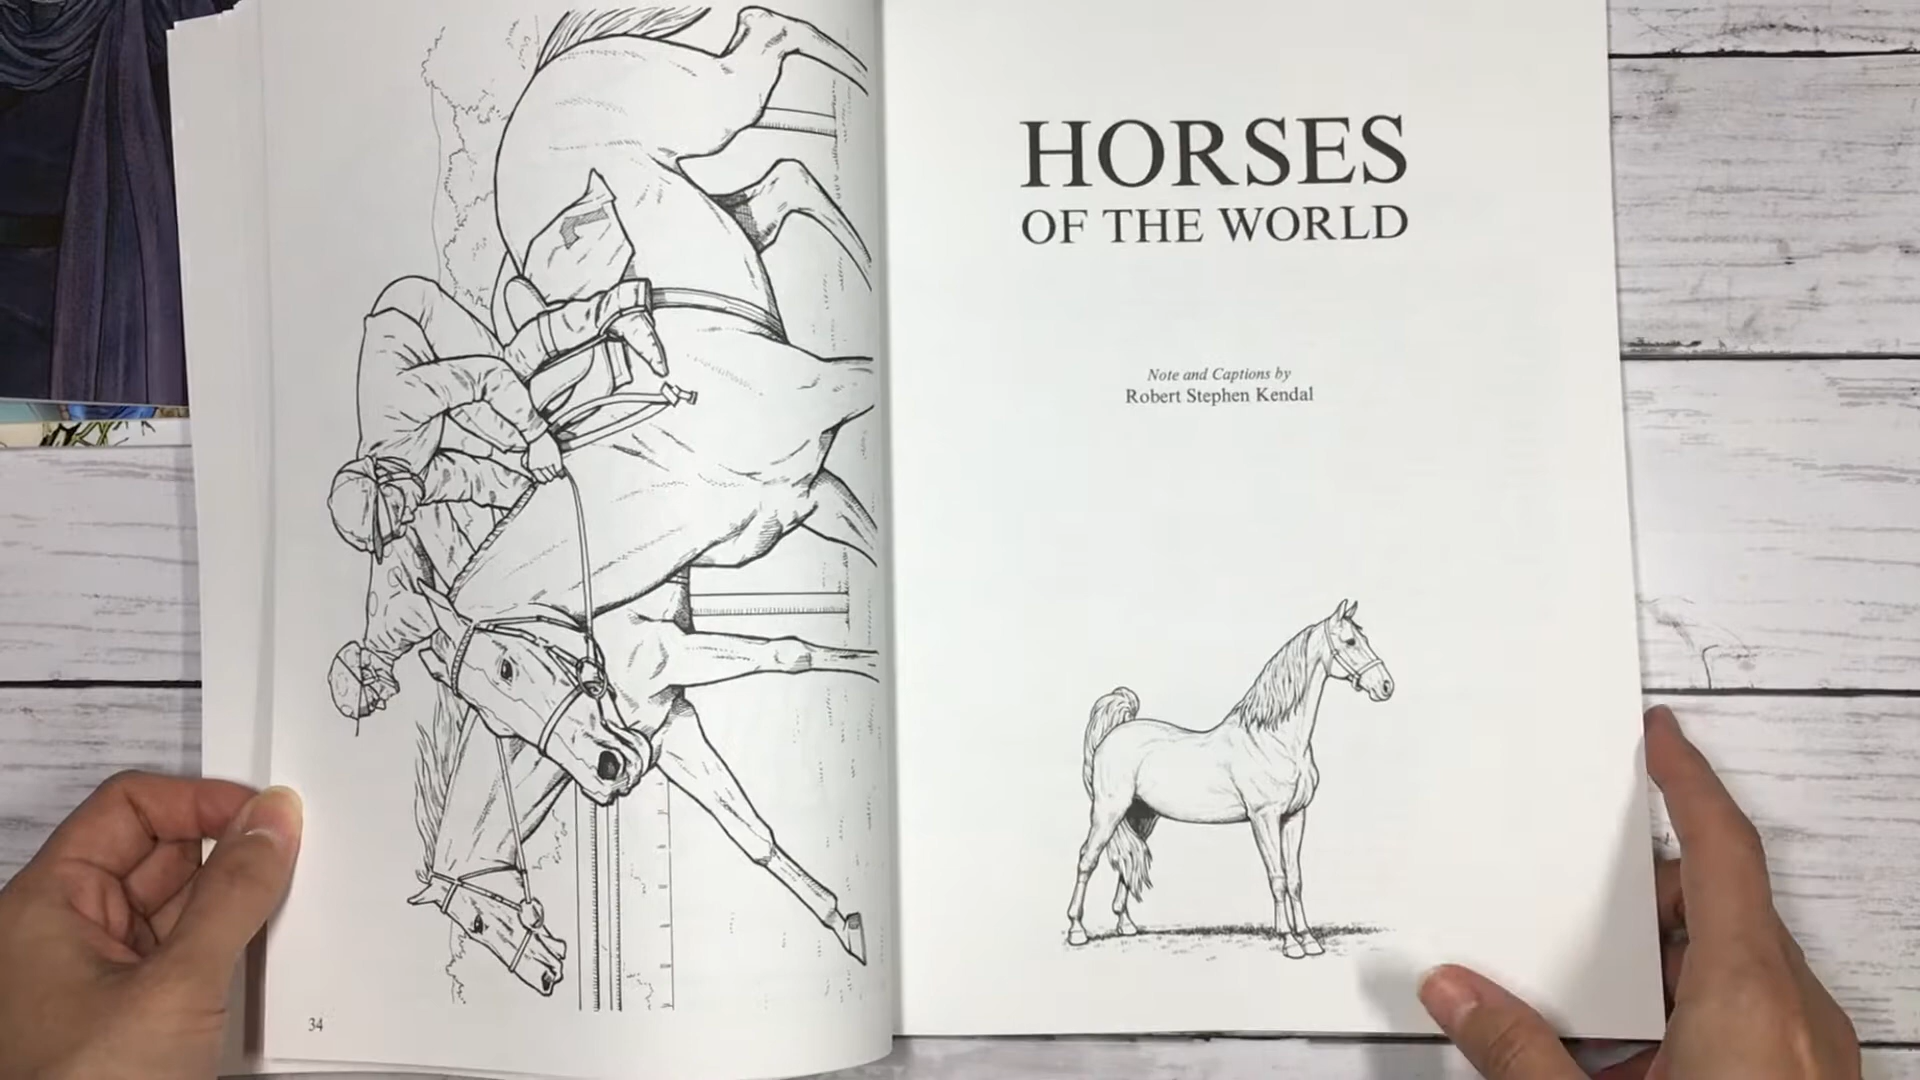 34
HORSES
OF THE WORLD
Note and Captions by
Robert Stephen Kendal